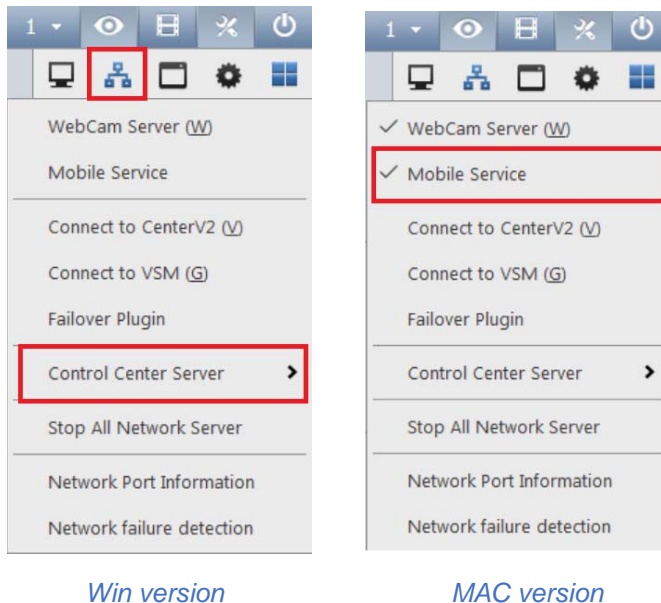 1
WebCam Server (W)
Mobile Service
Connect to CenterV2 (V)
Connect to VSM (G)
Failover Plugin
Control Center Server
Stop All Network Server
Network Port Information
Network failure detection
Win version
1
WebCam Server (W)
Mobile Service
Connect to CenterV2 (V)
Connect to VSM (G)
Failover Plugin
Control Center Server
Stop All Network Server
Network Port Information
Network failure detection
MAC version